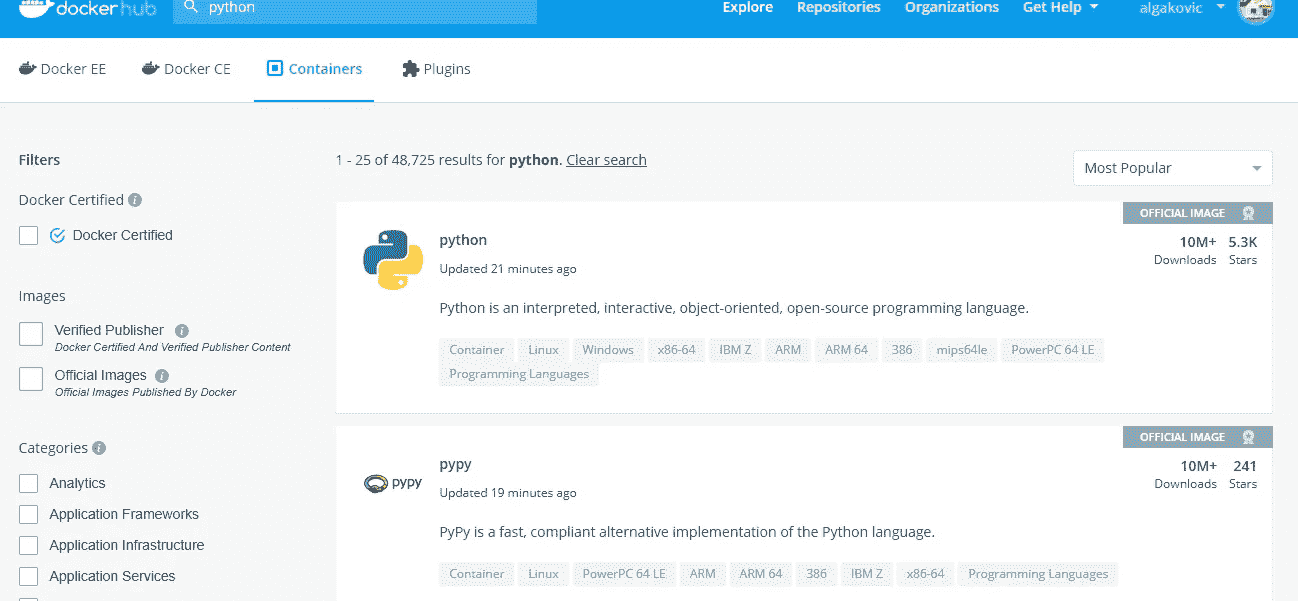 docker hub
python
Explore Repositories Organizations Get Help algakovic
Docker EE Docker CE Containers Plugins
Filters
1 - 25 of 48,725 results for python. Clear search
Most Popular
Docker Certified
Docker Certified
Images
Verified Publisher
Docker Certified And Verified Publisher Content
Official Images
Official Images Published By Docker
Categories
Analytics
Application Frameworks
Application Infrastructure
Application Services
OFFICIAL IMAGE
python
10M+ 5.3K
Downloads Stars
Updated 21 minutes ago
Python is an interpreted, interactive, object-oriented, open-source programming language.
Container Linux Windows x86-64 IBM Z ARM ARM 64 386 mips64le PowerPC 64 LE
Programming Languages
OFFICIAL IMAGE
pypy
pypy
10M+ 241
Downloads Stars
Updated 19 minutes ago
PyPy is a fast, compliant alternative implementation of the Python language.
Container Linux PowerPC 64 LE ARM ARM 64 386 IBM Z x86-64 Programming Languages